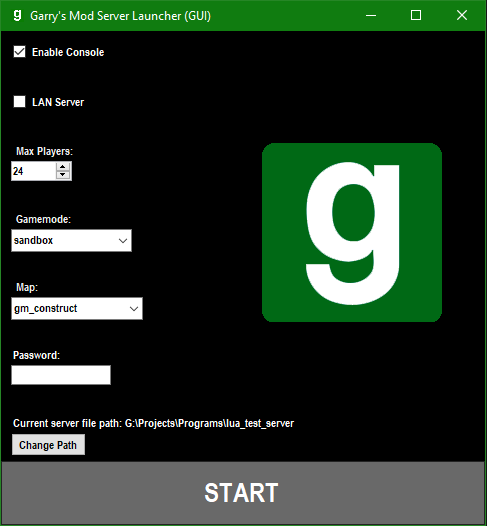 g Garry's Mod Server Launcher (GUI)
Enable Console
LAN Server
Max Players:
24
g
Gamemode:
sandbox
Map:
gm_construct
Password:
Current server file path: G:\Projects\Programs\lua_test_server
Change Path
START